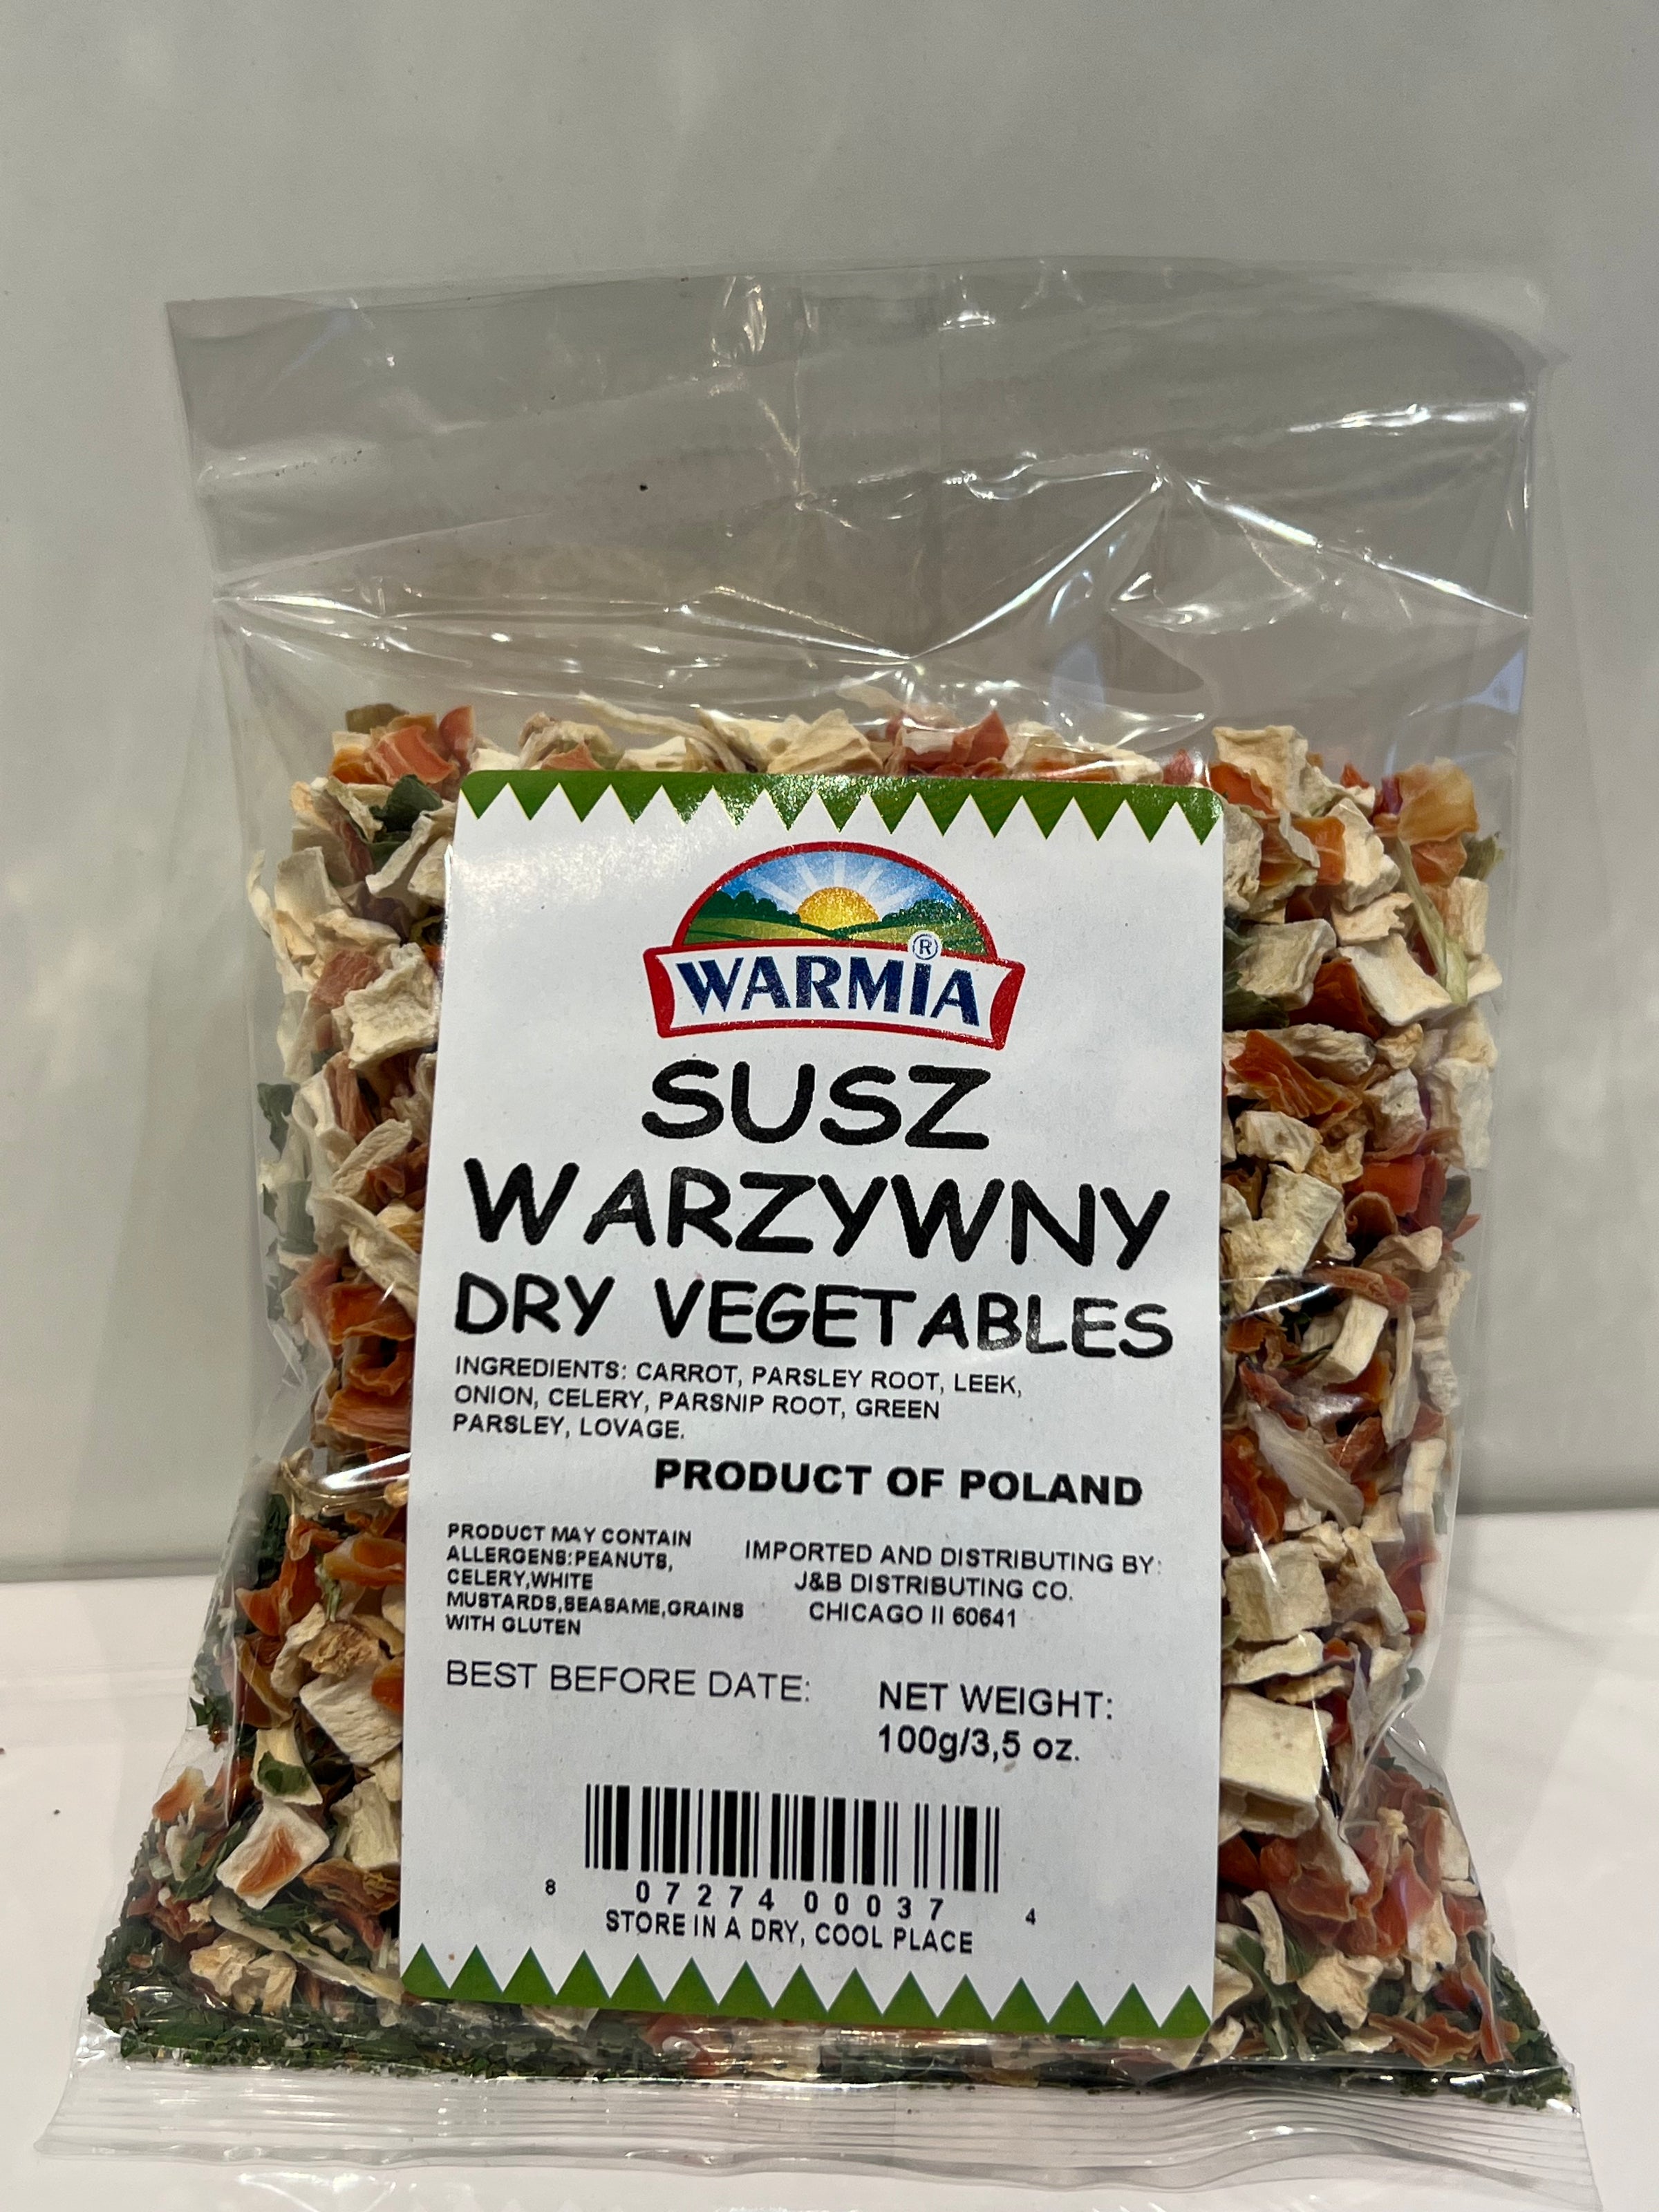 WARMIA ®
SUSZ
WARZYWNY
DRY VEGETABLES
INGREDIENTS: CARROT, PARSLEY ROOT, LEEK,
ONION, CELERY, PARSNIP ROOT, GREEN
PARSLEY, LOVAGE.
PRODUCT OF POLAND
PRODUCT MAY CONTAIN
ALLERGENS:PEANUTS,
CELERY,WHITE
MUSTARDS,SEASAME,GRAINS
WITH GLUTEN
IMPORTED AND DISTRIBUTING BY:
J&B DISTRIBUTING CO.
CHICAGO Il 60641
BEST BEFORE DATE:
NET WEIGHT:
100g/3,5 oz.
8 07274 00037 4
STORE IN A DRY, COOL PLACE